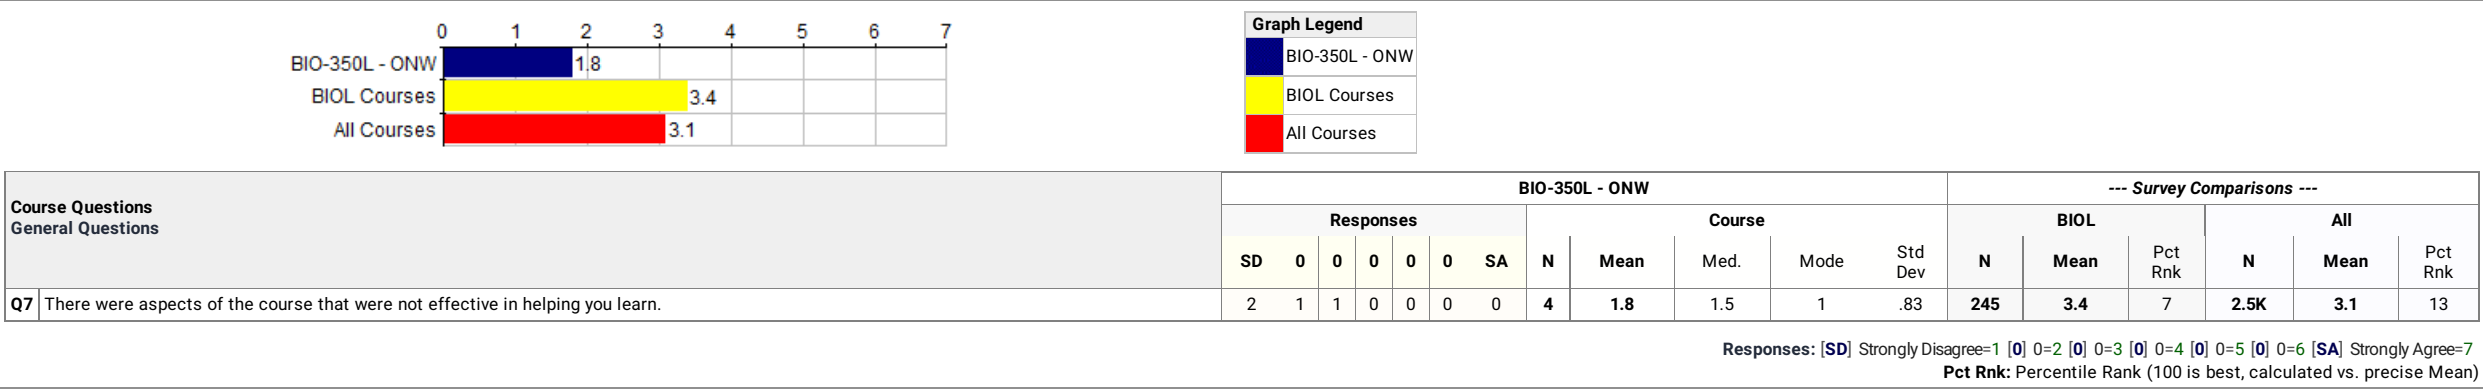 0 1 2 3 4 5 6 7
BIO-350L - ONW 1.8
BIOL Courses 3.4
All Courses 3.1
Graph Legend
BIO-350L - ONW
BIOL Courses
All Courses
Course Questions
General Questions
BIO-350L - ONW --- Survey Comparisons ---
Responses Course BIOL All
SD 0 0 0 0 0 SA N Mean Med. Mode Std Dev N Mean Pct Rnk N Mean Pct Rnk
Q7 There were aspects of the course that were not effective in helping you learn. 2 1 1 0 0 0 0 4 1.8 1.5 1 .83 245 3.4 7 2.5K 3.1 13
Responses: [SD] Strongly Disagree=1 [0] 0=2 [0] 0=3 [0] 0=4 [0] 0=5 [0] 0=6 [SA] Strongly Agree=7
Pct Rnk: Percentile Rank (100 is best, calculated vs. precise Mean)